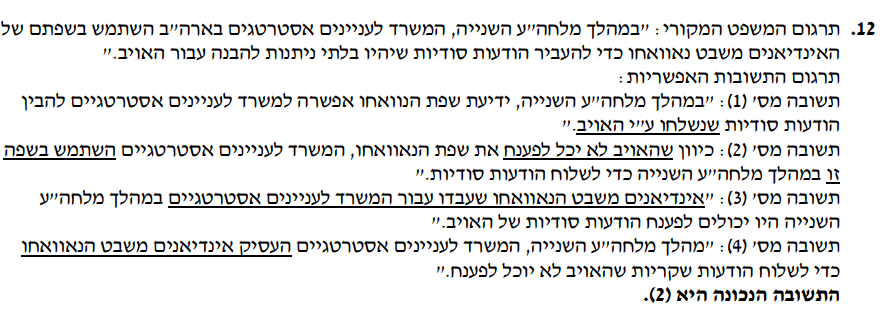 12. תרגום המשפט המקורי: "במהלך מלחה"ע השנייה, המשרד לעניינים אסטרטגים בארה"ב השתמש בשפתם של
האינדיאנים משבט נאוואחו כדי להעביר הודעות סודיות שיהיו בלתי ניתנות להבנה עבור האויב."
תרגום התשובות האפשריות:
תשובה מס' (1): "במהלך מלחה"ע השנייה, ידיעת שפת הנוואחו אפשרה למשרד לעניינים אסטרטגיים להבין
הודעות סודיות שנשלחו ע"י האויב."
תשובה מס' (2): כיוון שהאויב לא יכל לפענח את שפת הנאוואחו, המשרד לעניינים אסטרטגיים השתמש בשפה
זו במהלך מלחה"ע השנייה כדי לשלוח הודעות סודיות."
תשובה מס' (3): "אינדיאנים משבט הנאוואחו שעבדו עבור המשרד לעניינים אסטרטגיים במהלך מלחה"ע
השנייה היו יכולים לפענח הודעות סודיות של האויב."
תשובה מס' (4): "מהלך מלחה"ע השנייה, המשרד לעניינים אסטרטגיים העסיק אינדיאנים משבט הנאוואחו
כדי לשלוח הודעות שקריות שהאויב לא יוכל לפענח."
התשובה הנכונה היא (2).